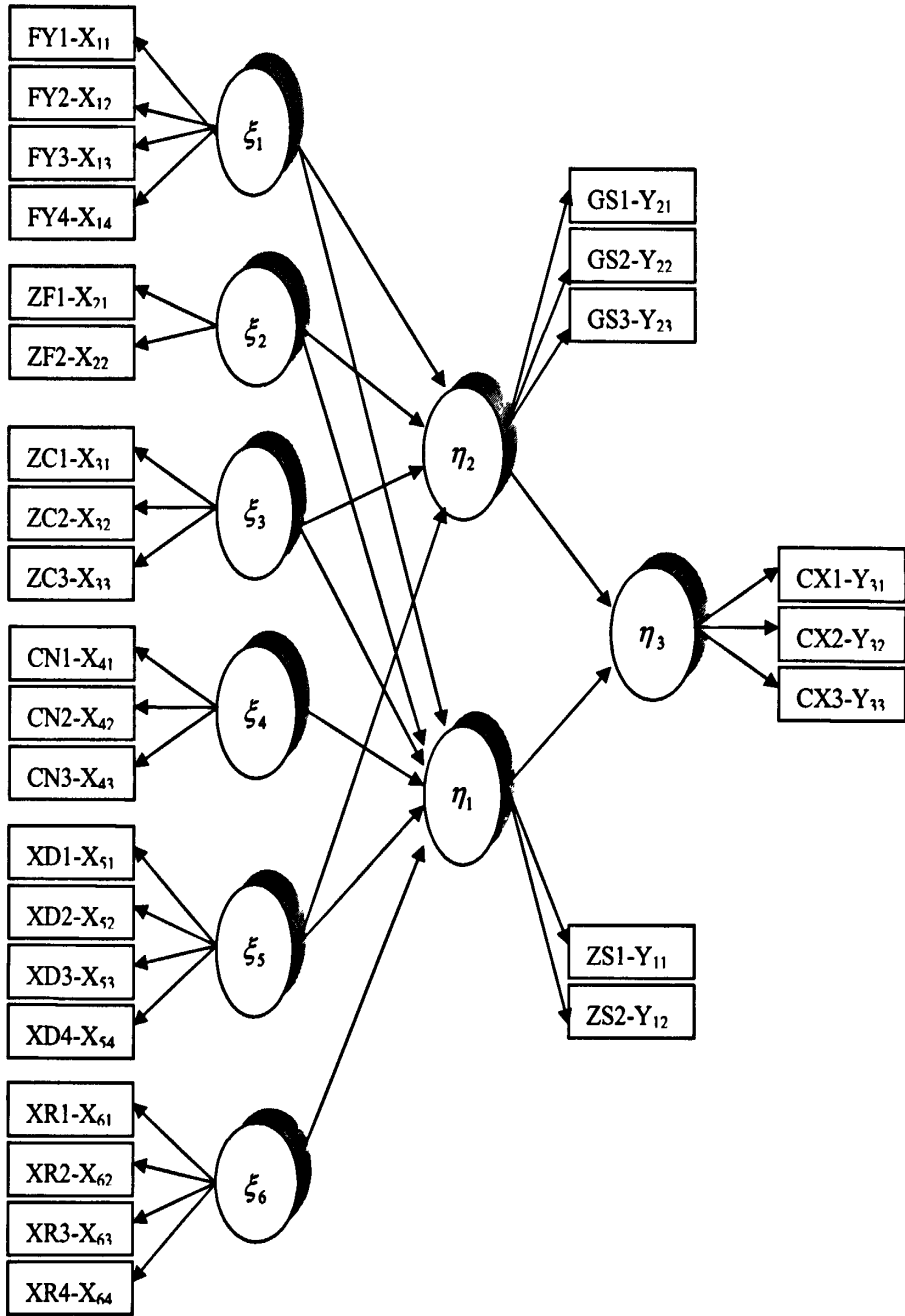 FY1-X₁₁
FY2-X₁₂
FY3-X₁₃
FY4-X₁₄
ξ₁
ZF1-X₂₁
ZF2-X₂₂
ξ₂
ZC1-X₃₁
ZC2-X₃₂
ZC3-X₃₃
ξ₃
CN1-X₄₁
CN2-X₄₂
CN3-X₄₃
ξ₄
XD1-X₅₁
XD2-X₅₂
XD3-X₅₃
XD4-X₅₄
ξ₅
XR1-X₆₁
XR2-X₆₂
XR3-X₆₃
XR4-X₆₄
ξ₆
η₂
η₁
GS1-Y₂₁
GS2-Y₂₂
GS3-Y₂₃
ZS1-Y₁₁
ZS2-Y₁₂
η₃
CX1-Y₃₁
CX2-Y₃₂
CX3-Y₃₃